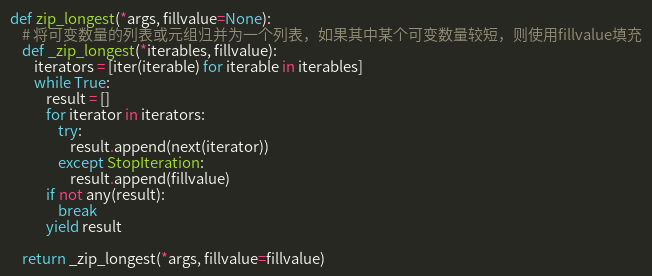 def zip_longest(*args, fillvalue=None):
# 将可变数量的列表或元组归并为一个列表，如果其中某个可变数量较短，则使用fillvalue填充
def _zip_longest(*iterables, fillvalue):
iterators = [iter(iterable) for iterable in iterables]
while True:
result = []
for iterator in iterators:
try:
result.append(next(iterator))
except StopIteration:
result.append(fillvalue)
if not any(result):
break
yield result
return _zip_longest(*args, fillvalue=fillvalue)